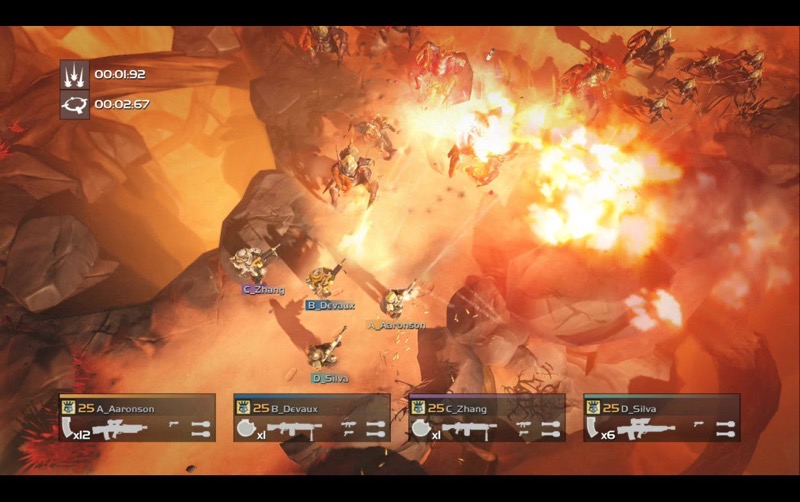 00:01:92
00:02:67
C_Zhang
B_Devaux
A_Aaronson
D_Silva
25 A_Aaronson
x12
25 B_Devaux
x1
25 C_Zhang
x1
25 D_Silva
x6